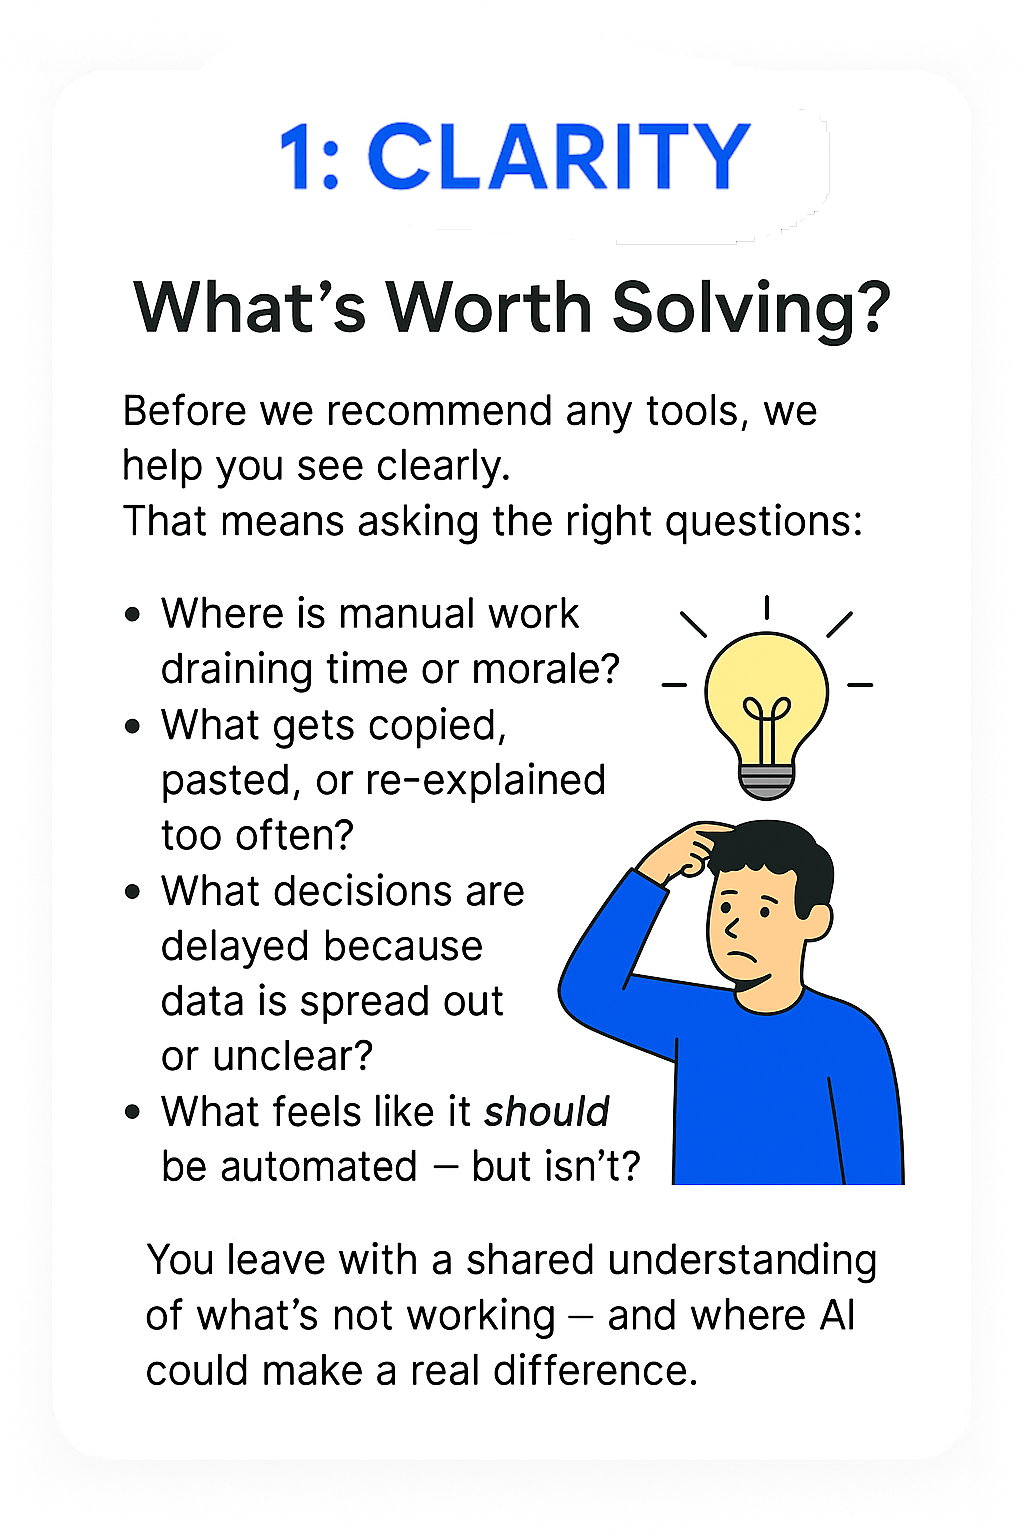 1: CLARITY
What’s Worth Solving?
Before we recommend any tools, we
help you see clearly.
That means asking the right questions:
• Where is manual work
draining time or morale?
• What gets copied,
pasted, or re-explained
too often?
• What decisions are
delayed because
data is spread out
or unclear?
• What feels like it should
be automated – but isn’t?
You leave with a shared understanding
of what’s not working – and where AI
could make a real difference.